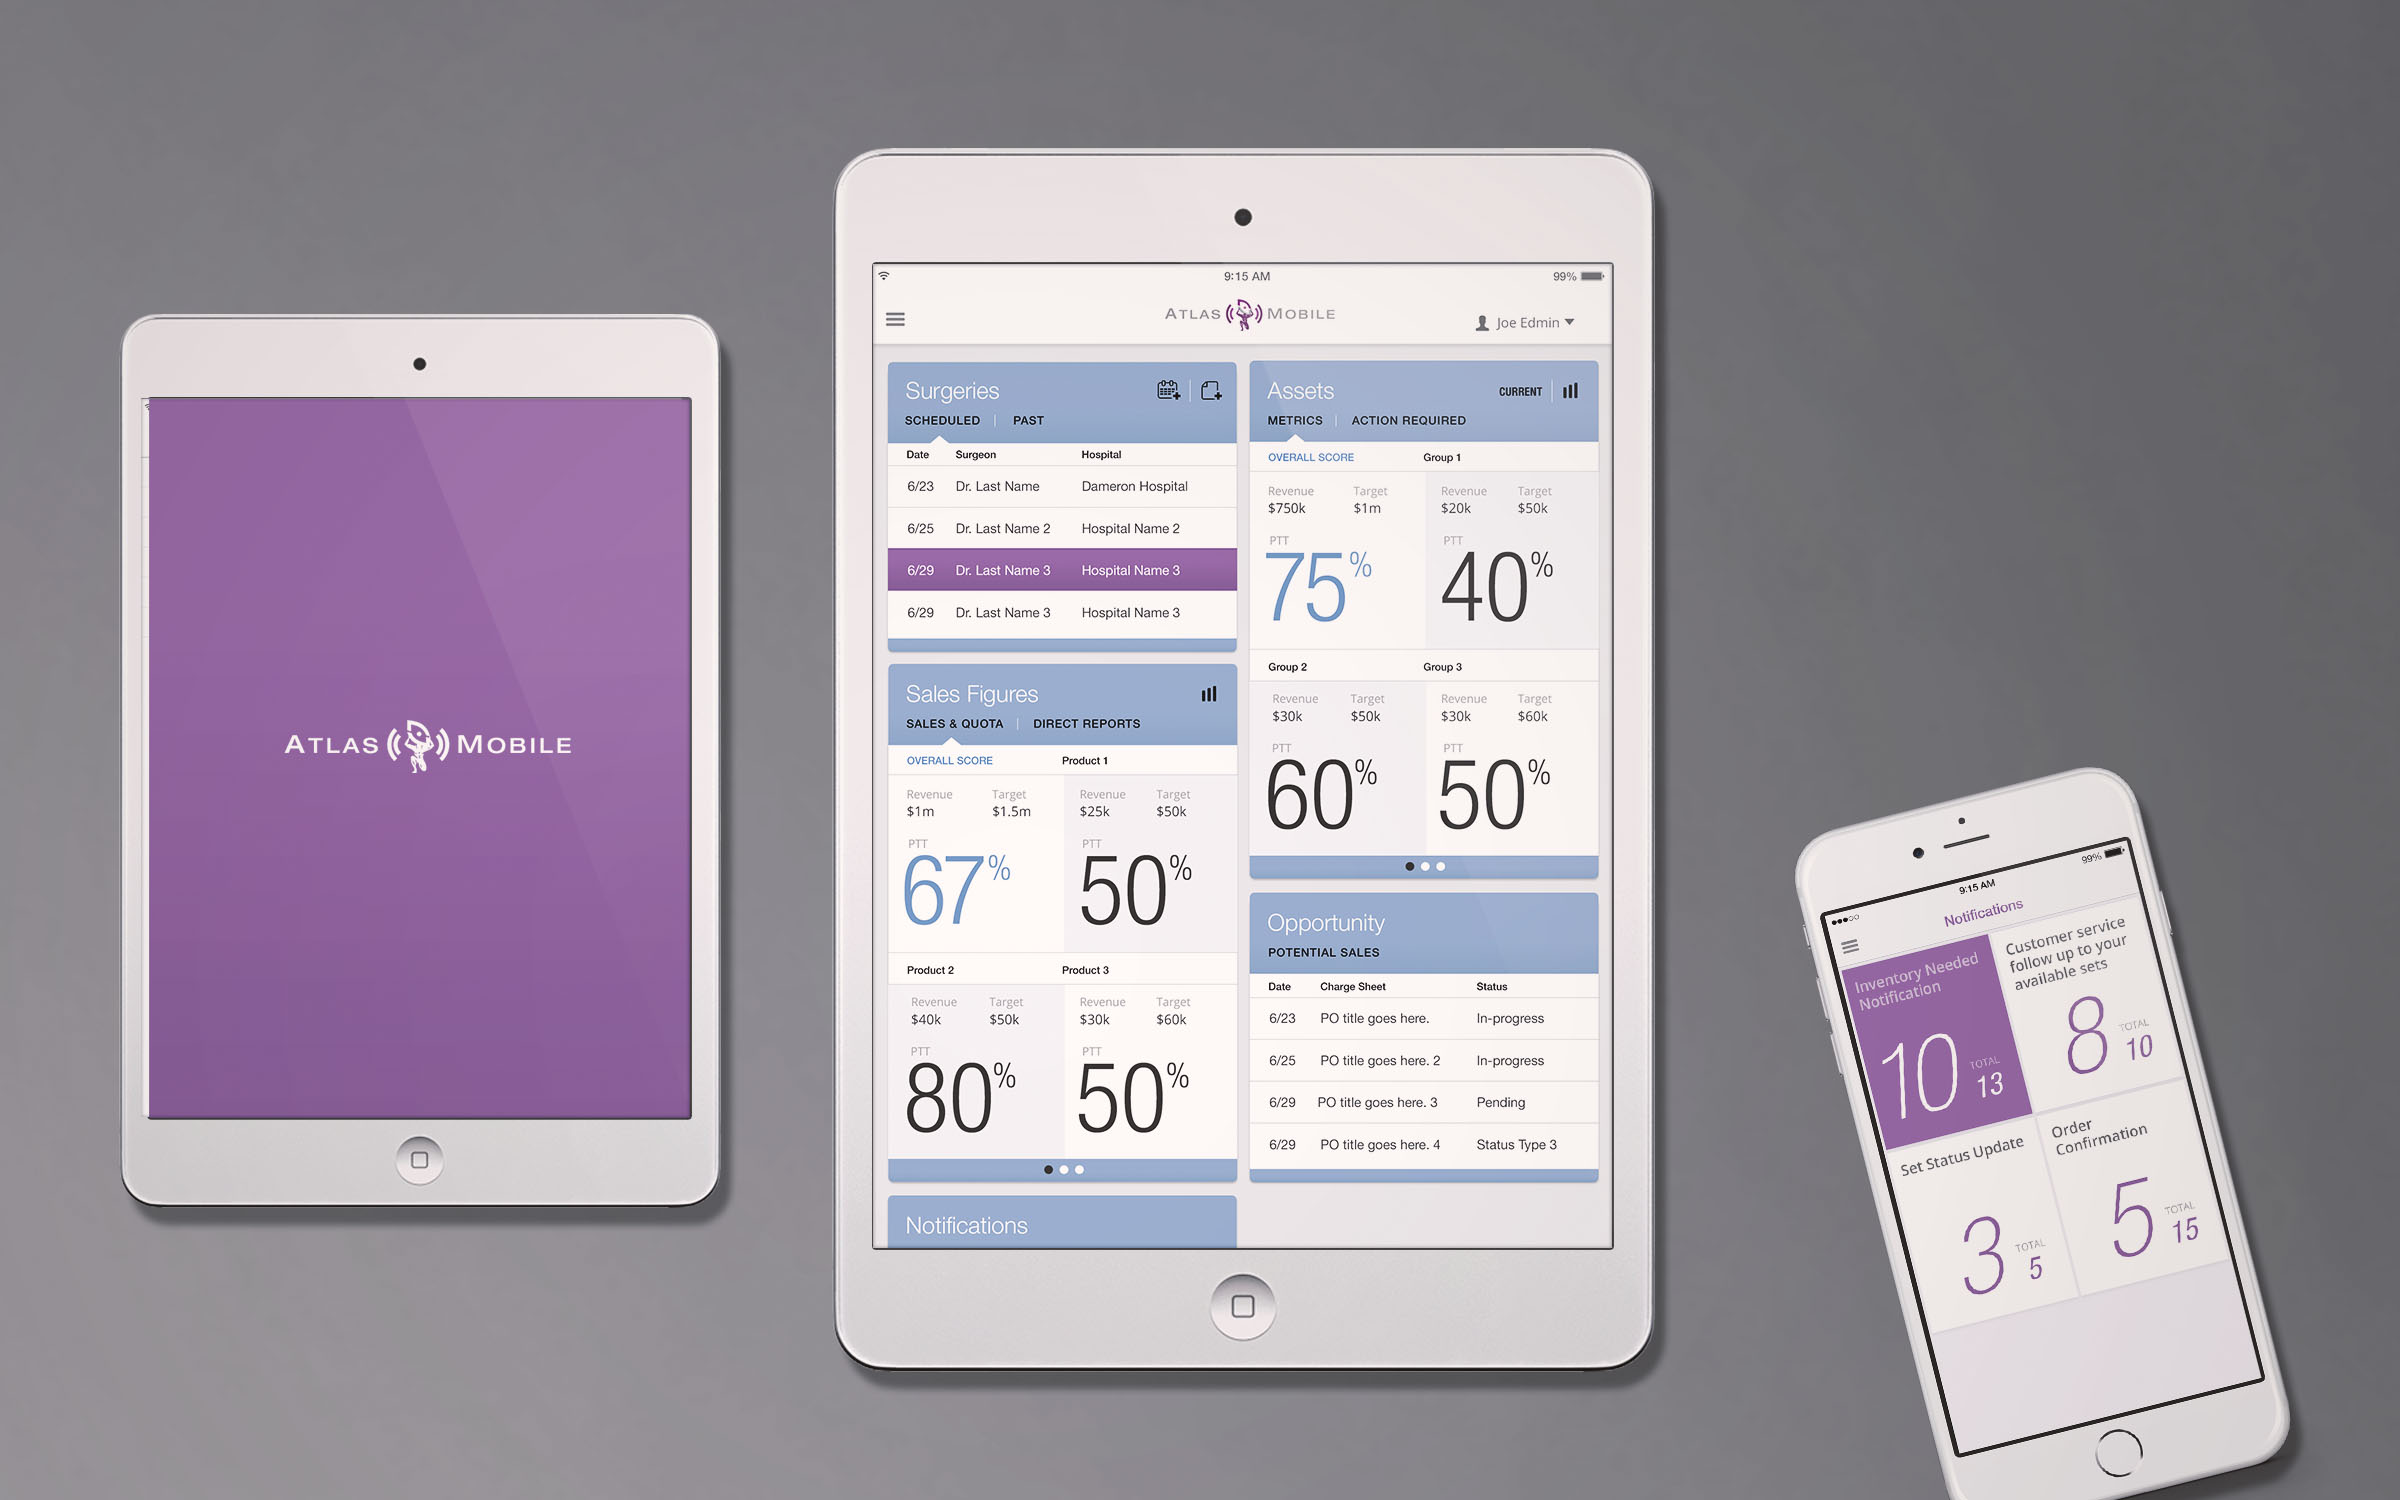 ATLAS MOBILE
9:15 AM
99%
ATLAS MOBILE
Joe Edmin
Surgeries
SCHEDULED | PAST
Date Surgeon Hospital
6/23 Dr. Last Name Dameron Hospital
6/25 Dr. Last Name 2 Hospital Name 2
6/29 Dr. Last Name 3 Hospital Name 3
6/29 Dr. Last Name 3 Hospital Name 3
Sales Figures
SALES & QUOTA | DIRECT REPORTS
OVERALL SCORE Product 1
Revenue Target Revenue Target
$1m $1.5m $25k $50k
PTT PTT
67% 50%
Product 2 Product 3
Revenue Target Revenue Target
$40k $50k $30k $60k
PTT PTT
80% 50%
Notifications
Assets CURRENT
METRICS | ACTION REQUIRED
OVERALL SCORE Group 1
Revenue Target Revenue Target
$750k $1m $20k $50k
PTT PTT
75% 40%
Group 2 Group 3
Revenue Target Revenue Target
$30k $50k $30k $60k
PTT PTT
60% 50%
Opportunity
POTENTIAL SALES
Date Charge Sheet Status
6/23 PO title goes here. In-progress
6/25 PO title goes here. 2 In-progress
6/29 PO title goes here. 3 Pending
6/29 PO title goes here. 4 Status Type 3
9:15 AM
99%
Notifications
Inventory Needed
Notification
10 TOTAL
13
Customer service
follow up to your
available sets
8 TOTAL
10
Set Status Update
3 TOTAL
5
Order
Confirmation
5 TOTAL
15